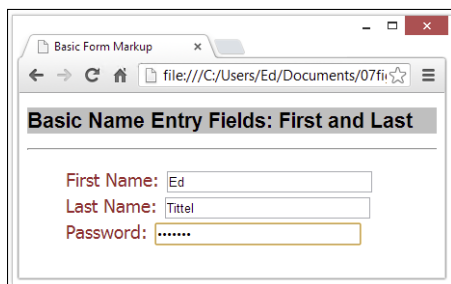 Basic Form Markup
file:///C:/Users/Ed/Documents/07fi
Basic Name Entry Fields: First and Last
First Name: Ed
Last Name: Tittel
Password: •••••••